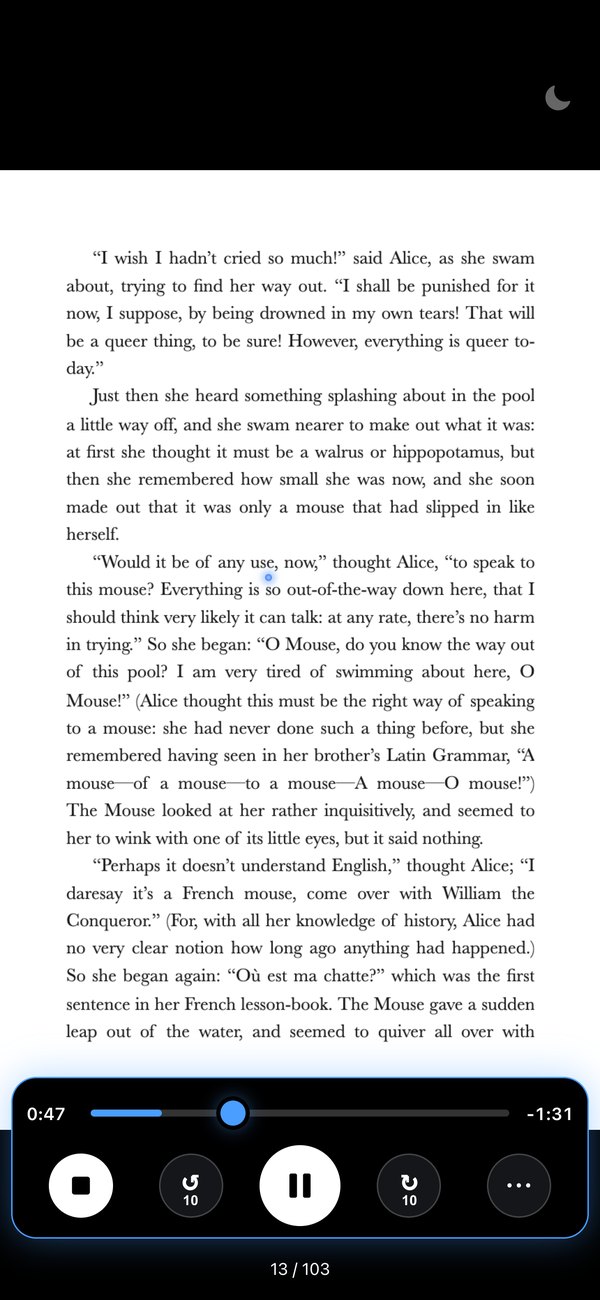 “I wish I hadn’t cried so much!” said Alice, as she swam
about, trying to find her way out. “I shall be punished for it
now, I suppose, by being drowned in my own tears! That will
be a queer thing, to be sure! However, everything is queer to-
day.”
Just then she heard something splashing about in the pool
a little way off, and she swam nearer to make out what it was:
at first she thought it must be a walrus or hippopotamus, but
then she remembered how small she was now, and she soon
made out that it was only a mouse that had slipped in like
herself.
“Would it be of any use, now,” thought Alice, “to speak to
this mouse? Everything is so out-of-the-way down here, that I
should think very likely it can talk: at any rate, there’s no harm
in trying.” So she began: “O Mouse, do you know the way out
of this pool? I am very tired of swimming about here, O
Mouse!” (Alice thought this must be the right way of speaking
to a mouse: she had never done such a thing before, but she
remembered having seen in her brother’s Latin Grammar, “A
mouse—of a mouse—to a mouse—A mouse—O mouse!”)
The Mouse looked at her rather inquisitively, and seemed to
her to wink with one of its little eyes, but it said nothing.
“Perhaps it doesn’t understand English,” thought Alice; “I
daresay it’s a French mouse, come over with William the
Conqueror.” (For, with all her knowledge of history, Alice had
no very clear notion how long ago anything had happened.)
So she began again: “Où est ma chatte?” which was the first
sentence in her French lesson-book. The Mouse gave a sudden
leap out of the water, and seemed to quiver all over with
0:47 -1:31
10 10
13 / 103